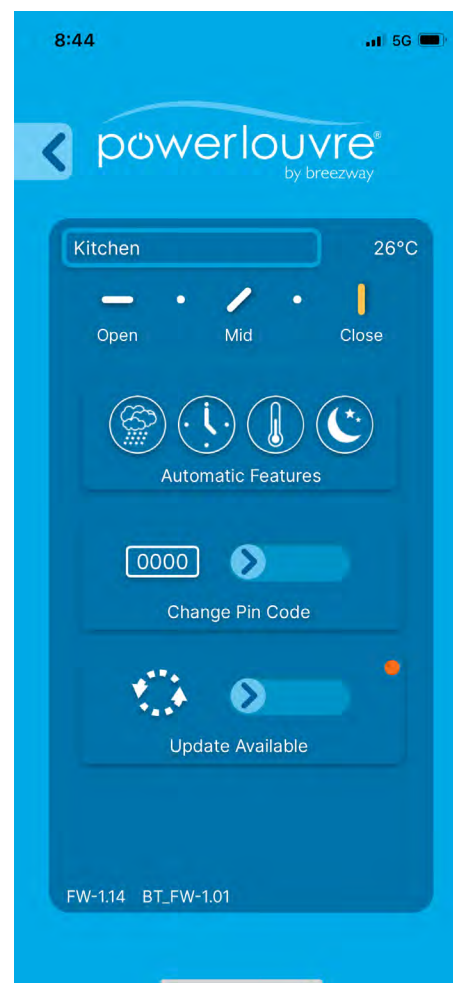 8:44
5G
powerlouvre®
by breezway
Kitchen
26°C
Open
Mid
Close
Automatic Features
0000
Change Pin Code
Update Available
FW-1.14 BT_FW-1.01